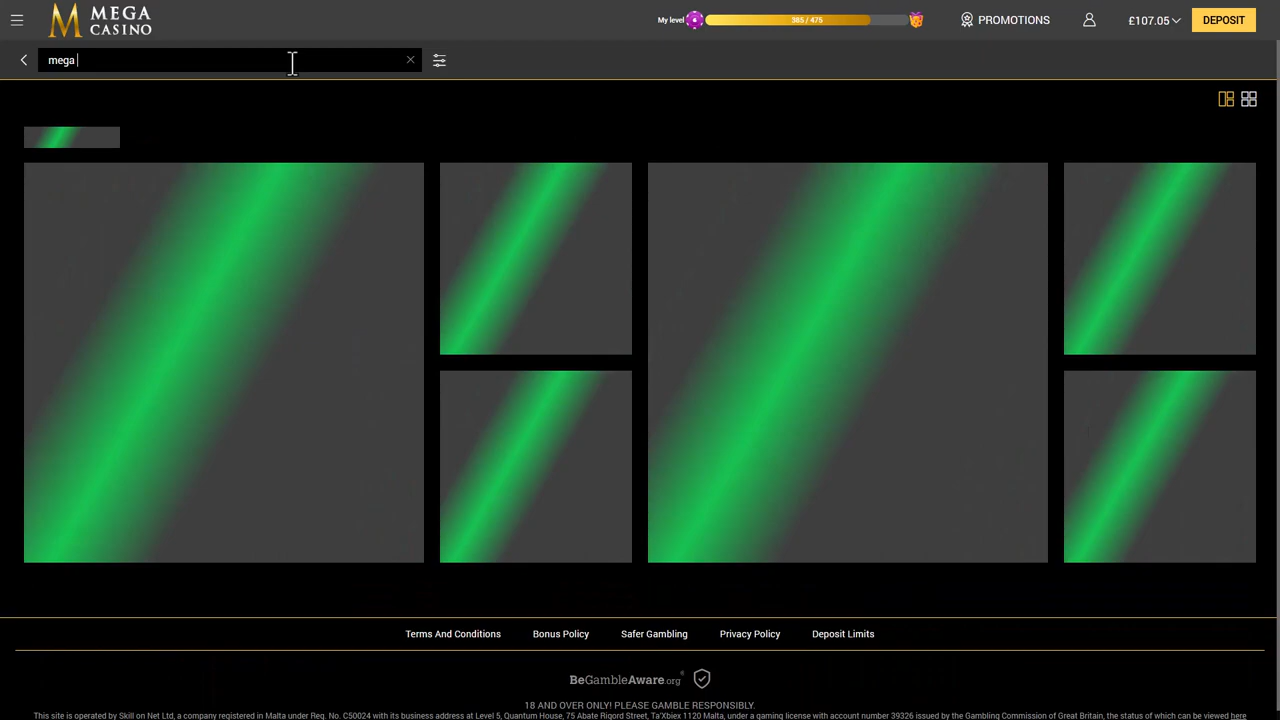 MEGA
CASINO
My level
385 / 475
PROMOTIONS
£107.05
DEPOSIT
mega
Terms And Conditions
Bonus Policy
Safer Gambling
Privacy Policy
Deposit Limits
BeGambleAware.org®
18 AND OVER ONLY! PLEASE GAMBLE RESPONSIBLY.
This site is operated by Skill on Net Ltd, a company registered in Malta under Reg. No. C50024 with its business address at Level 5, Quantum House, 75 Abate Rigord Street, Ta'Xbiex 1120 Malta, under a gaming license with account number 39326 issued by the Gambling Commission of Great Britain, the status of which can be viewed here